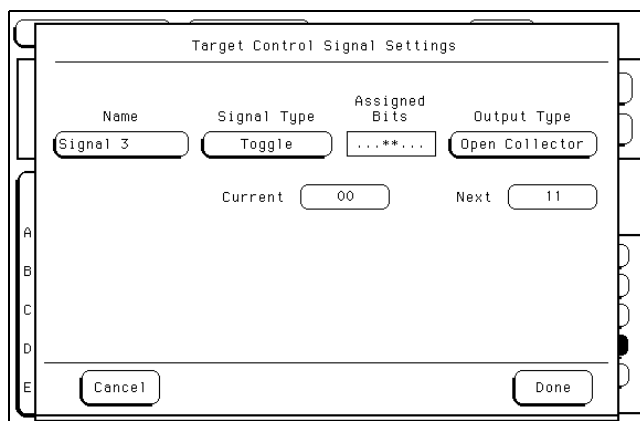 Target Control Signal Settings
Assigned
Name Signal Type Bits Output Type
Signal 3 Toggle ...**... Open Collector
Current 00 Next 11
A
B
C
D
E
Cancel Done